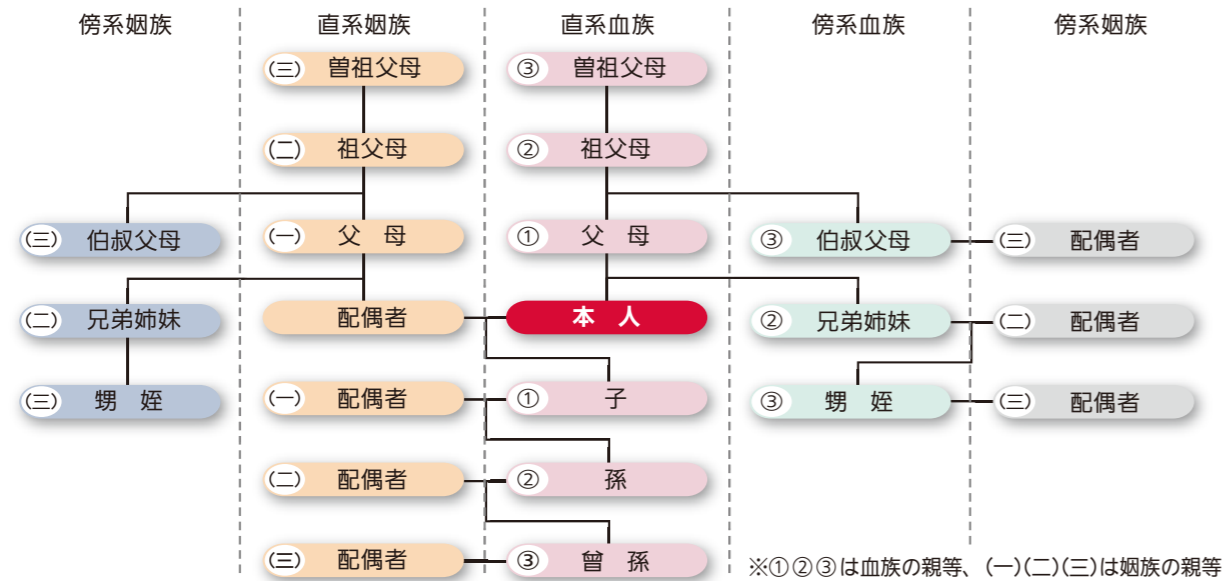 傍系姻族 直系姻族 直系血族 傍系血族 傍系姻族
(三) 曽祖父母 ③ 曽祖父母
(二) 祖父母 ② 祖父母
(三) 伯叔父母 (一) 父 母 ① 父 母 ③ 伯叔父母 (三) 配偶者
(二) 兄弟姉妹 配偶者 本 人 ② 兄弟姉妹 (二) 配偶者
(三) 甥 姪 (一) 配偶者 ① 子 ③ 甥 姪 (三) 配偶者
(二) 配偶者 ② 孫
(三) 配偶者 ③ 曾 孫
※①②③は血族の親等、(一)(二)(三)は姻族の親等